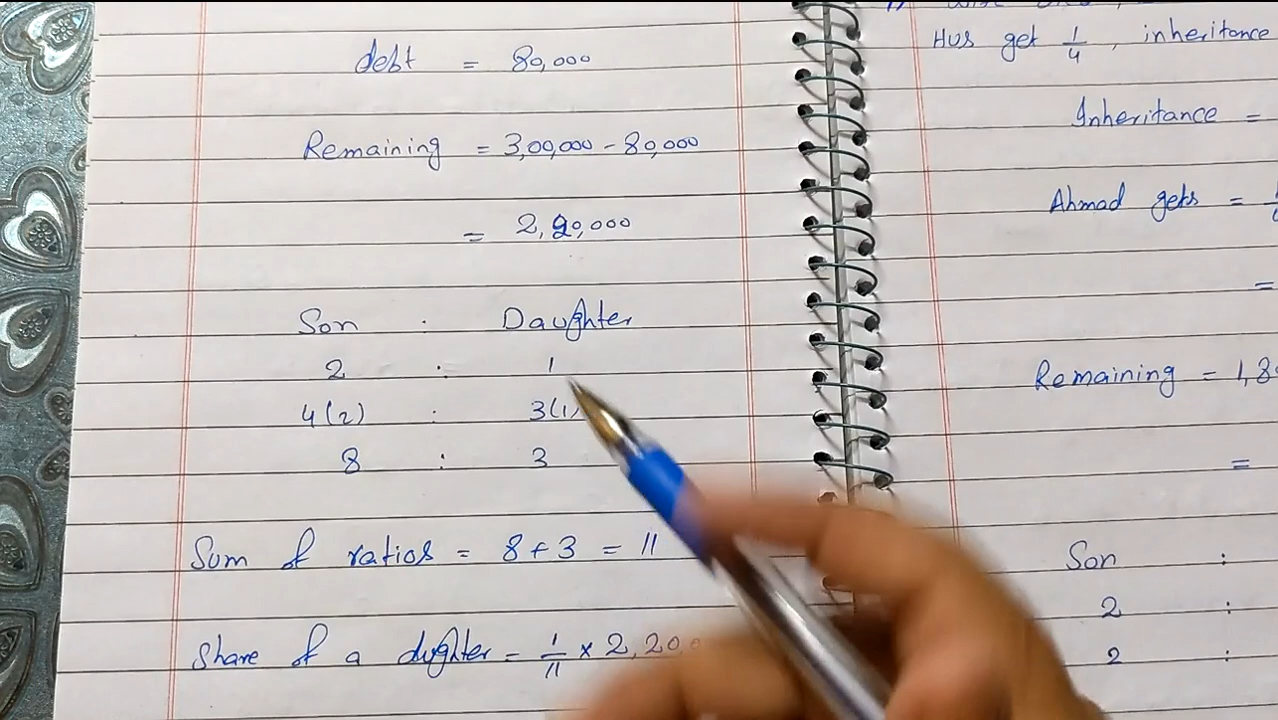 debt = 80,000
Remaining = 3,00,000 - 80,000
= 2,20,000
Son : Daughter
2 : 1
4(2) : 3(1)
8 : 3
Sum of ratios = 8 + 3 = 11
Share of a dughter = 1/11 × 2,20,0
Hus get 1/4, inheritance
Inheritance =
Ahmad gets =
=
Remaining = 1,8
=
Son :
2 :
2 :